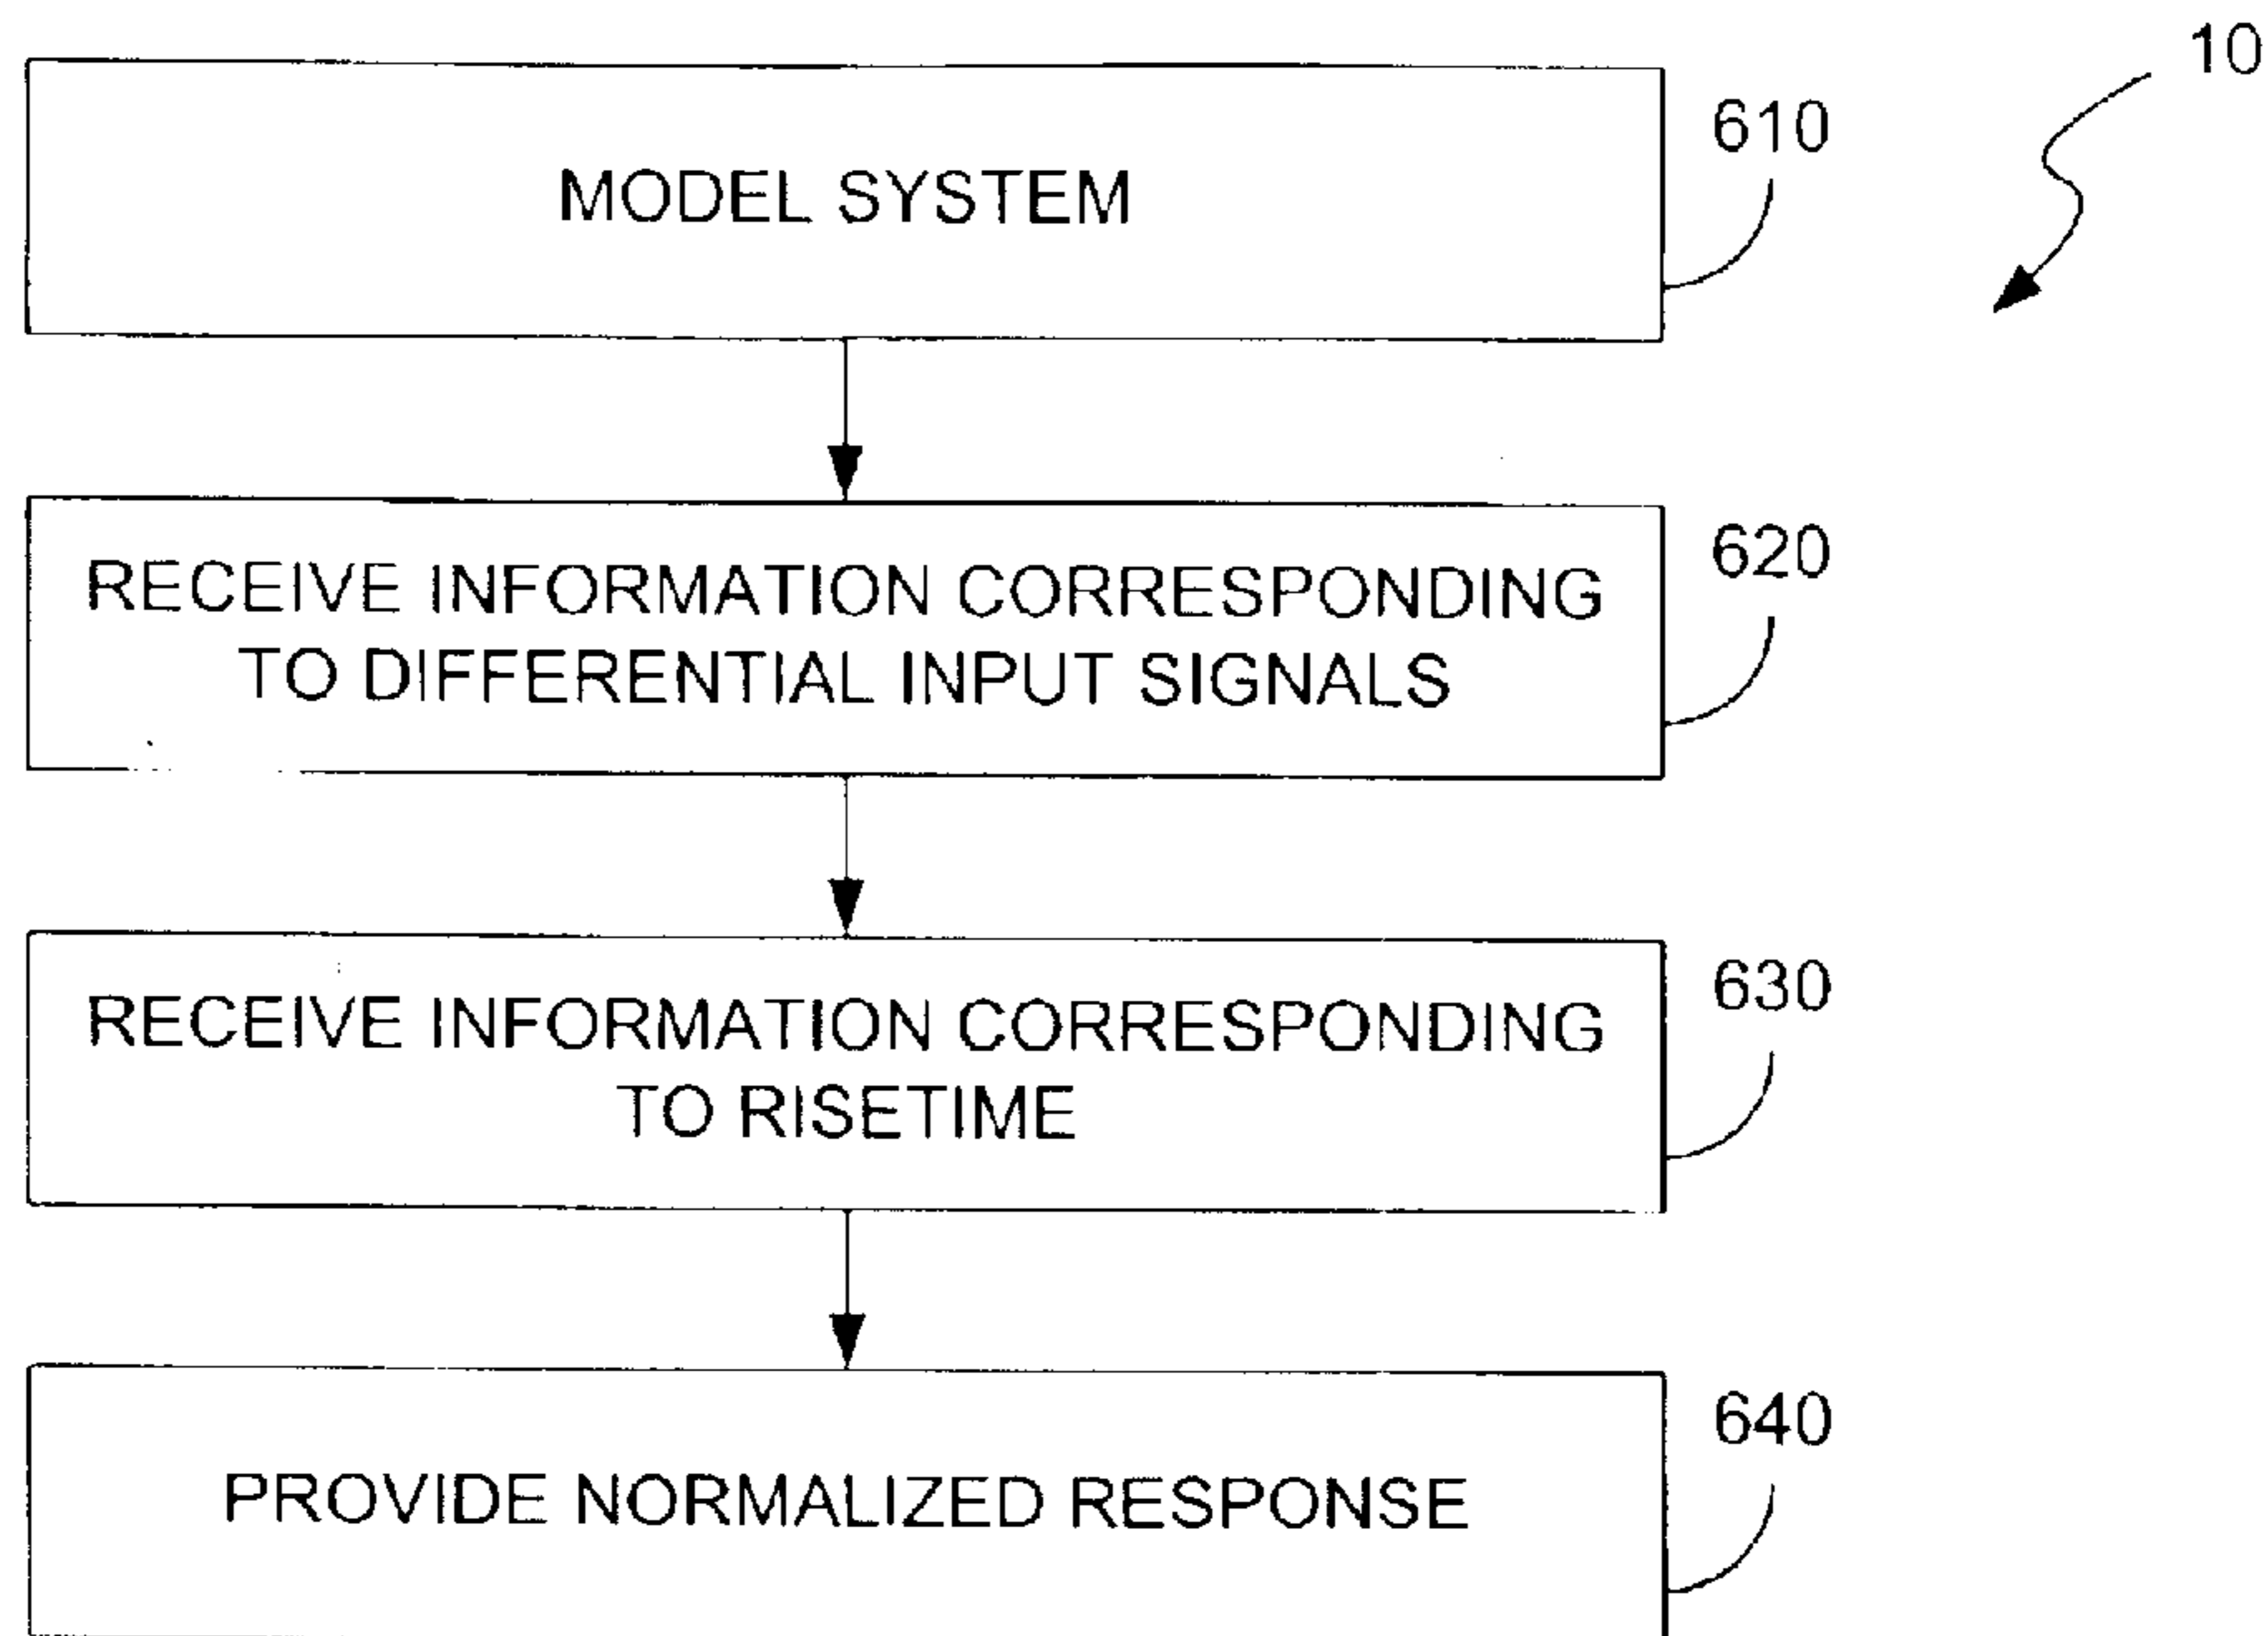 10
610
MODEL SYSTEM
620
RECEIVE INFORMATION CORRESPONDING
TO DIFFERENTIAL INPUT SIGNALS
630
RECEIVE INFORMATION CORRESPONDING
TO RISETIME
640
PROVIDE NORMALIZED RESPONSE